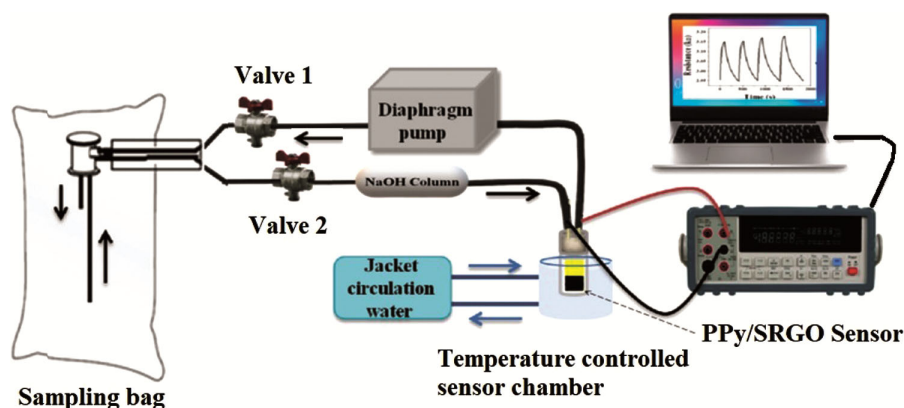 Valve 1
Diaphragm
pump
NaOH Column
Valve 2
Jacket
circulation
water
PPy/SRGO Sensor
Temperature controlled
sensor chamber
Sampling bag